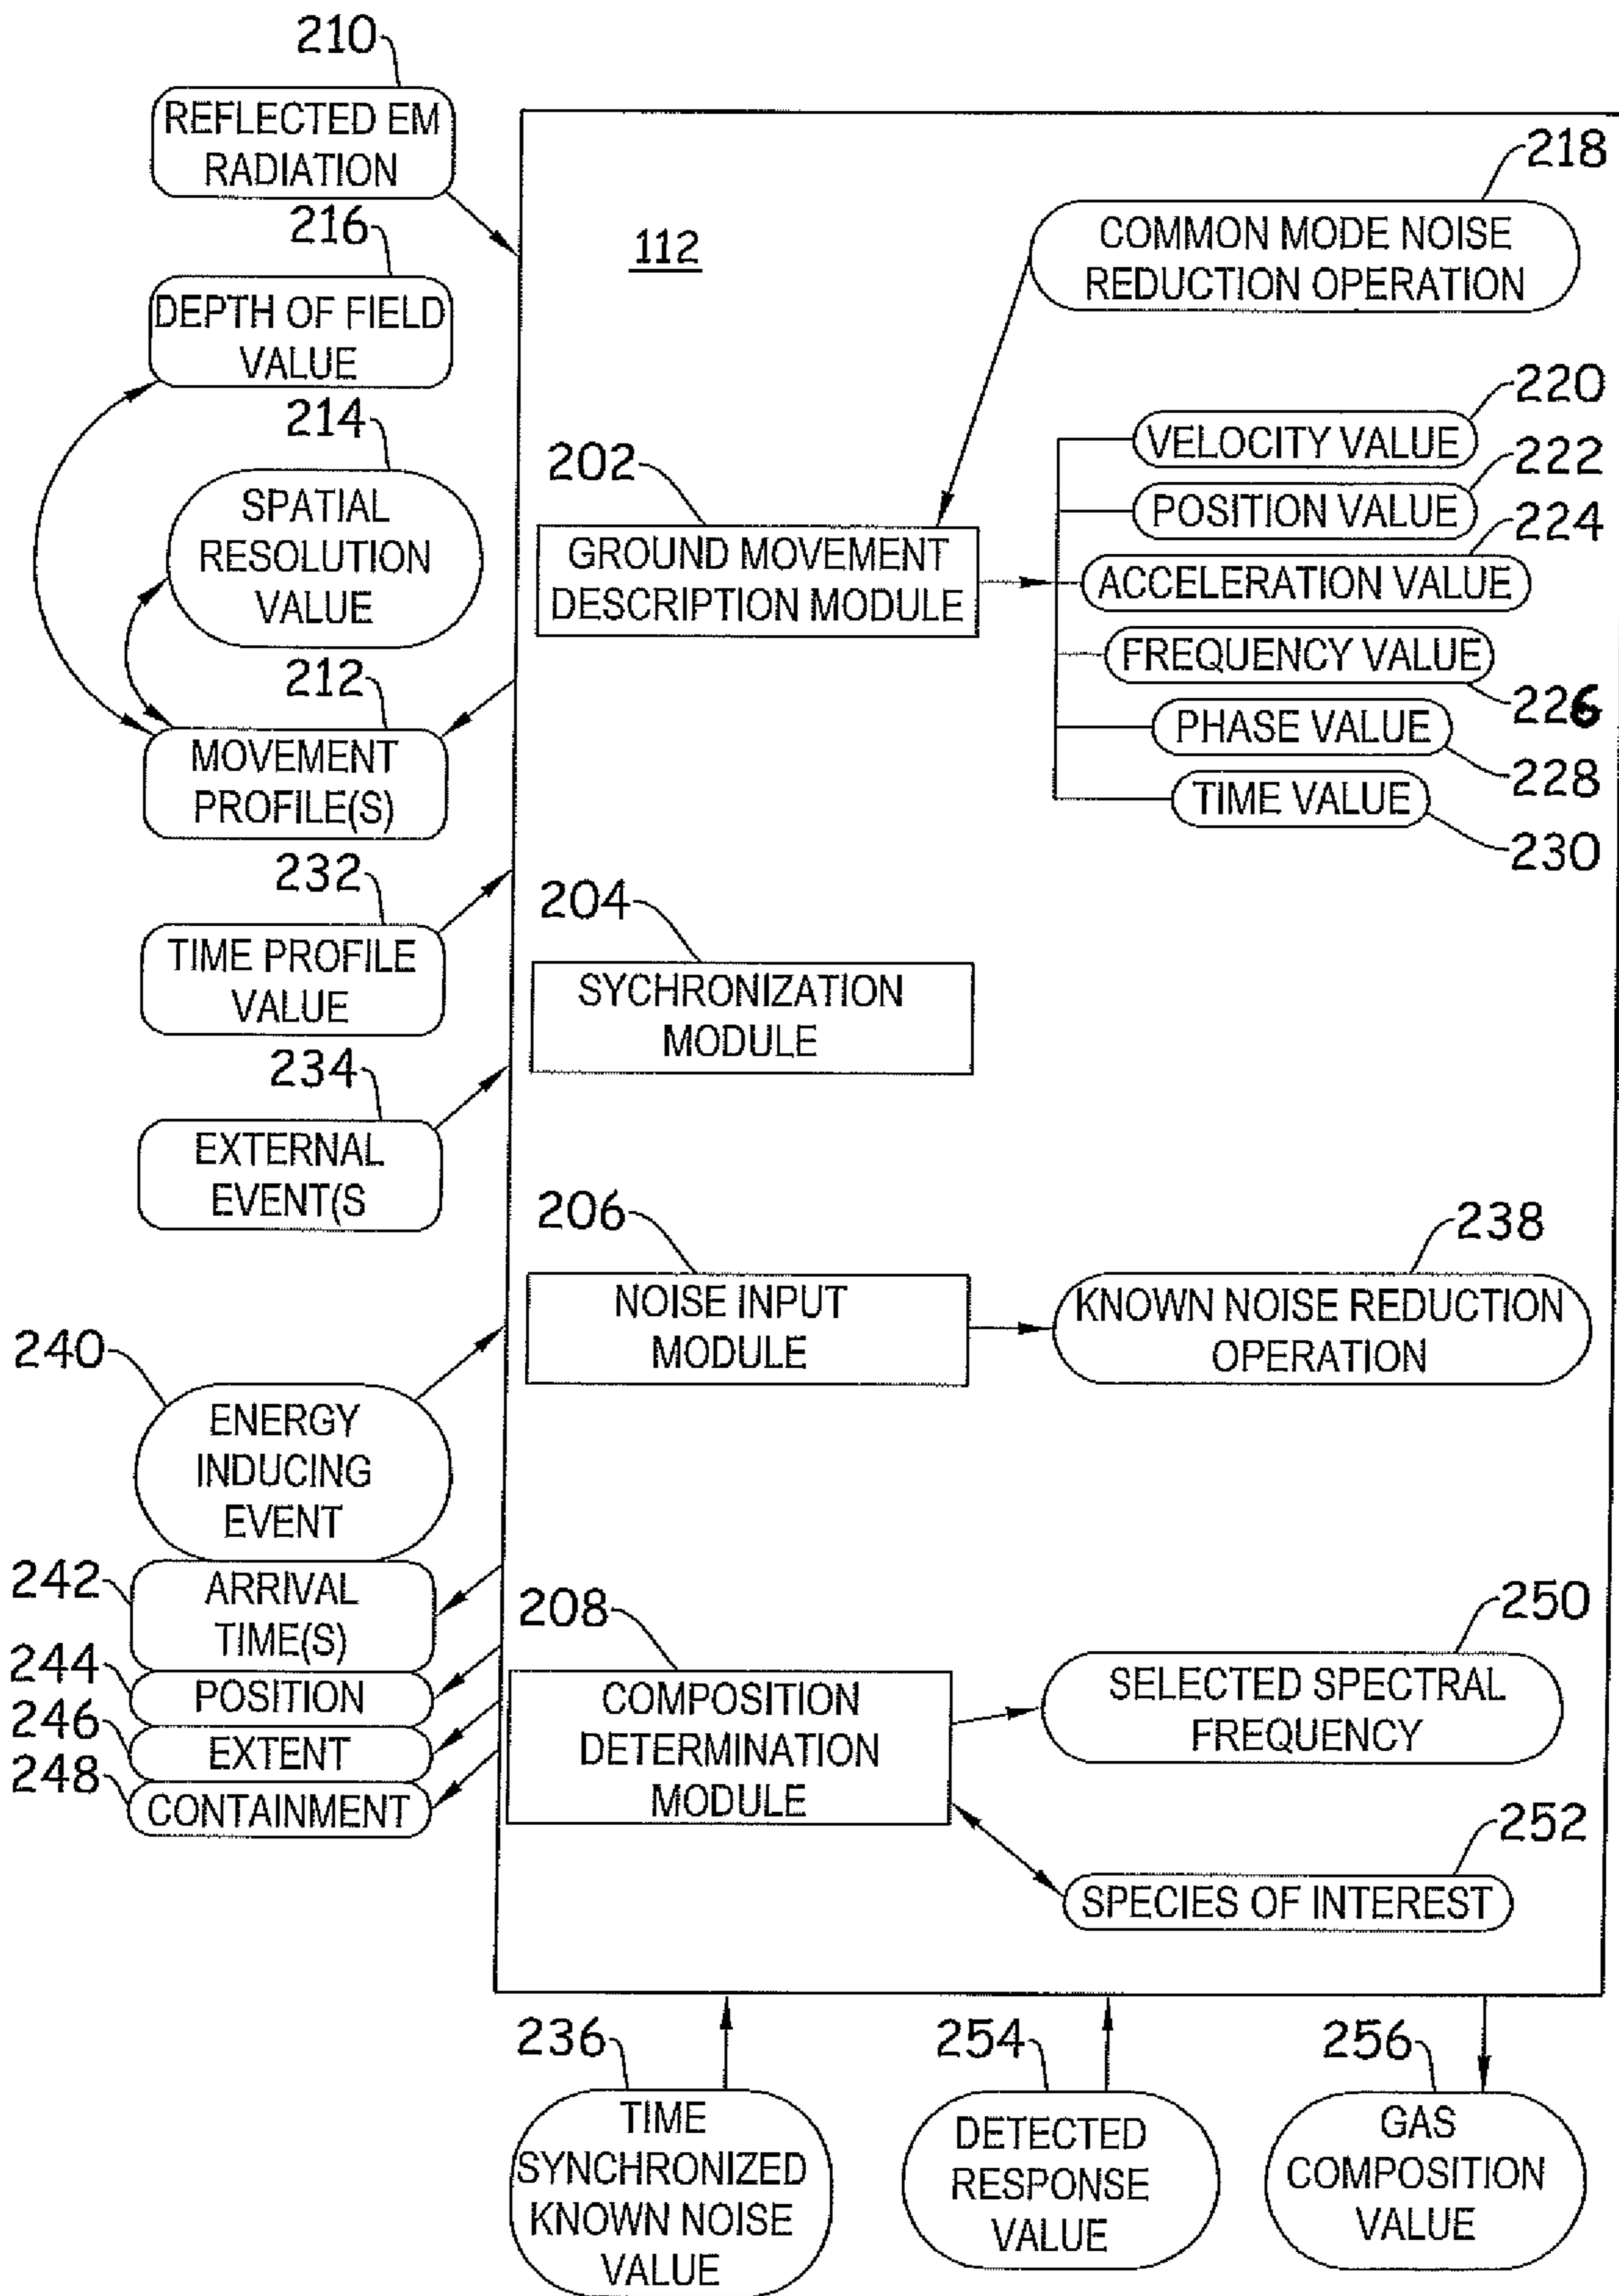 210
REFLECTED EM
RADIATION
216
DEPTH OF FIELD
VALUE
214
SPATIAL
RESOLUTION
VALUE
212
MOVEMENT
PROFILE(S)
232
TIME PROFILE
VALUE
234
EXTERNAL
EVENT(S
240
ENERGY
INDUCING
EVENT
242
ARRIVAL
TIME(S)
244
POSITION
246
EXTENT
248
CONTAINMENT
112
218
COMMON MODE NOISE
REDUCTION OPERATION
202
GROUND MOVEMENT
DESCRIPTION MODULE
220
VELOCITY VALUE
222
POSITION VALUE
224
ACCELERATION VALUE
FREQUENCY VALUE
226
PHASE VALUE
228
TIME VALUE
230
204
SYCHRONIZATION
MODULE
206
NOISE INPUT
MODULE
238
KNOWN NOISE REDUCTION
OPERATION
208
COMPOSITION
DETERMINATION
MODULE
250
SELECTED SPECTRAL
FREQUENCY
252
SPECIES OF INTEREST
236
TIME
SYNCHRONIZED
KNOWN NOISE
VALUE
254
DETECTED
RESPONSE
VALUE
256
GAS
COMPOSITION
VALUE